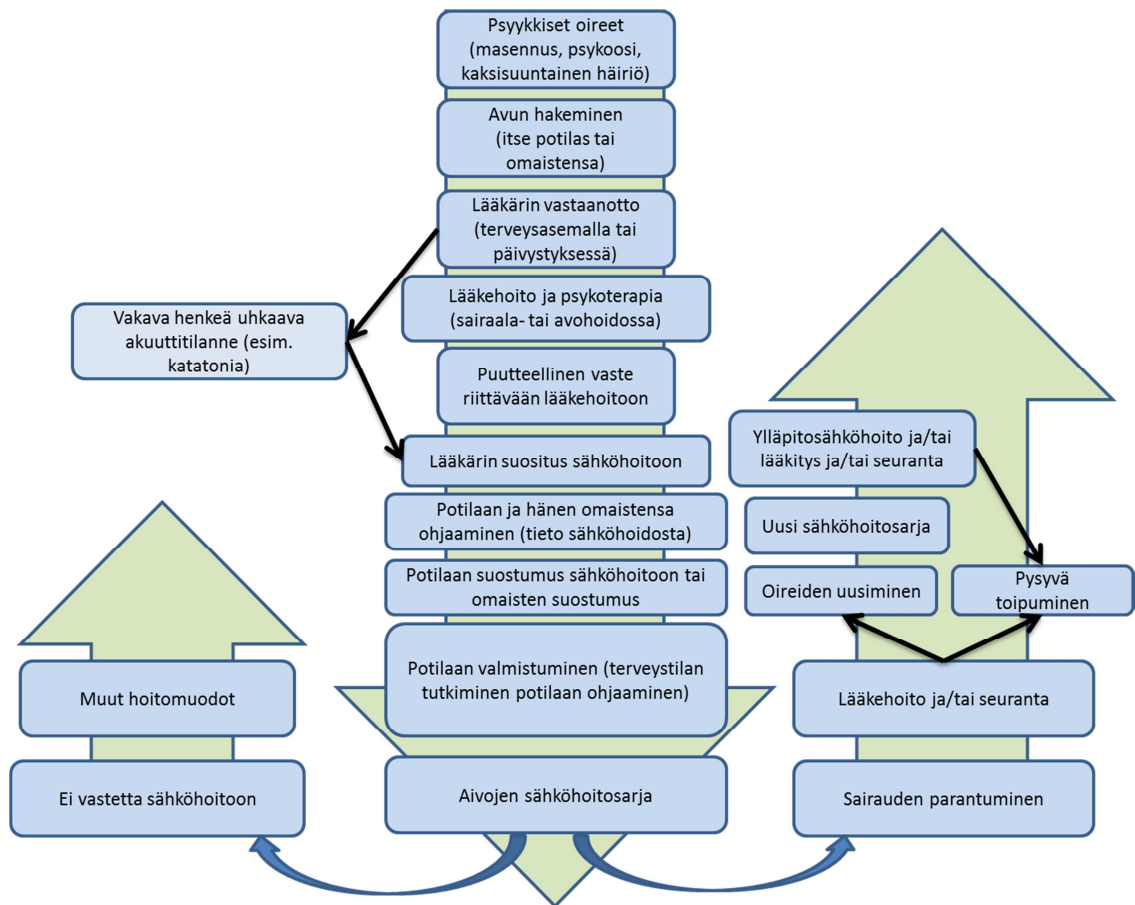 Psyykkiset oireet
(masennus, psykoosi,
kaksisuuntainen häiriö)
Avun hakeminen
(itse potilas tai
omaistensa)
Lääkärin vastaanotto
(terveysasemalla tai
päivystyksessä)
Lääkehoito ja psykoterapia
(sairaala- tai avohoidossa)
Vakava henkeä uhkaava
akuuttitilanne (esim.
katatonia)
Puutteellinen vaste
riittävään lääkehoitoon
Lääkärin suositus sähköhoitoon
Potilaan ja hänen omaistensa
ohjaaminen (tieto sähköhoidosta)
Potilaan suostumus sähköhoitoon tai
omaisten suostumus
Potilaan valmistuminen (terveystilan
tutkiminen potilaan ohjaaminen)
Aivojen sähköhoitosarja
Muut hoitomuodot
Ei vastetta sähköhoitoon
Ylläpitosähköhoito ja/tai
lääkitys ja/tai seuranta
Uusi sähköhoitosarja
Oireiden uusiminen
Pysyvä
toipuminen
Lääkehoito ja/tai seuranta
Sairauden parantuminen